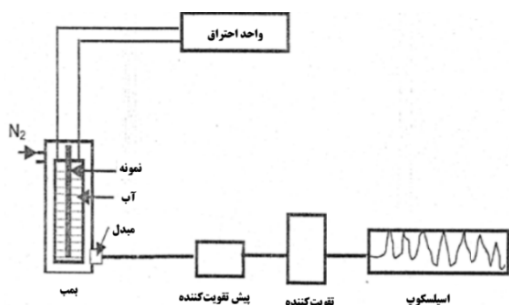 واحد احتراق
N2
نمونه
آب
مبدل
بمب
پیش تقویت‌کننده
تقویت‌کننده
اسیلسکوپ